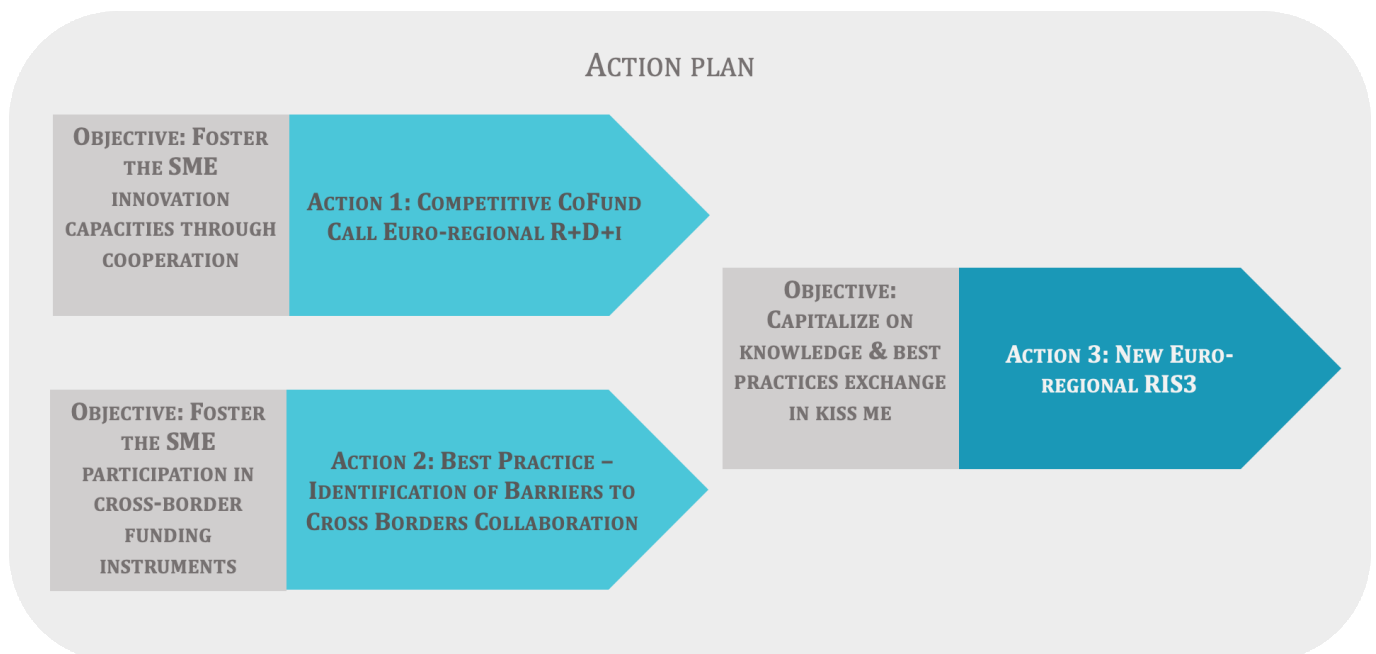 Action plan
Objective: Foster
the SME
innovation
capacities through
cooperation
Action 1: Competitive CoFund
Call Euro-regional R+D+i
Objective: Foster
the SME
participation in
cross-border
funding
instruments
Action 2: Best Practice –
Identification of Barriers to
Cross Borders Collaboration
Objective:
Capitalize on
knowledge & best
practices exchange
in kiss me
Action 3: New Euro-
regional RIS3